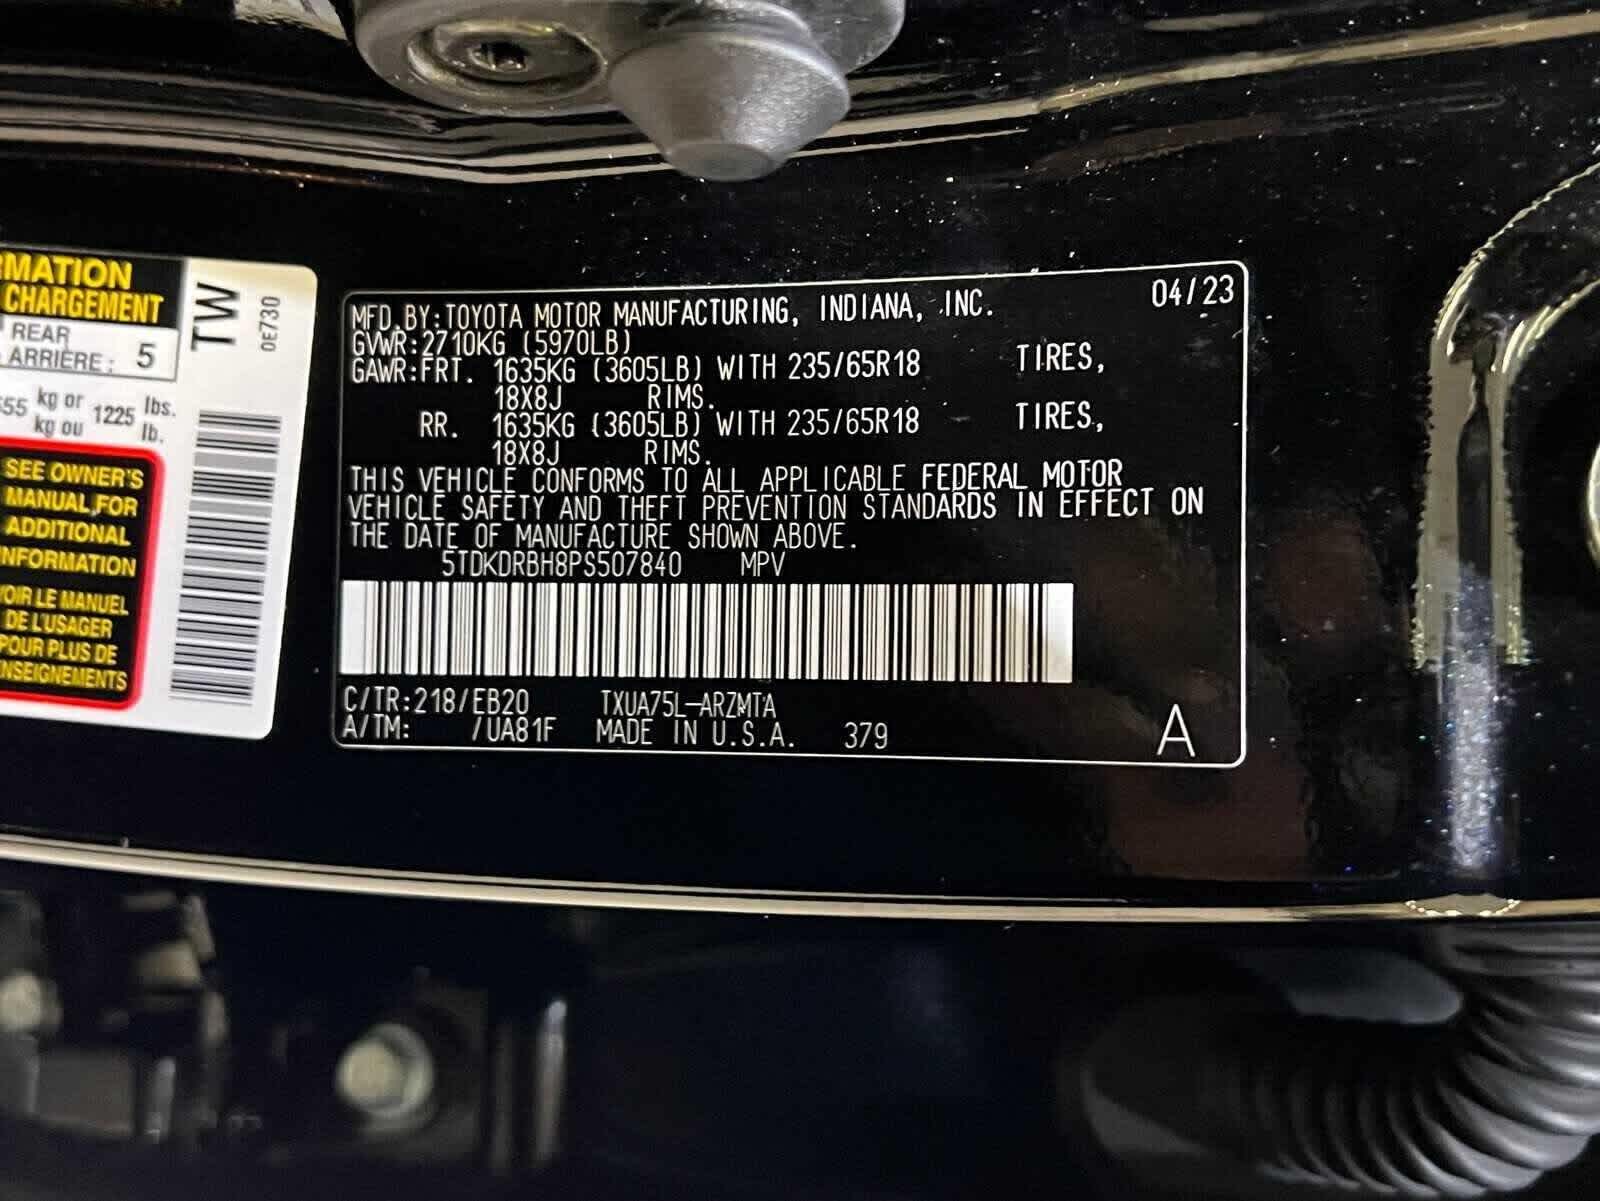 RMATION
CHARGEMENT
REAR
ARRIÈRE : 5
kg or 1225 lbs.
kg ou lb.
SEE OWNER'S
MANUAL FOR
ADDITIONAL
INFORMATION
VOIR LE MANUEL
DE L'USAGER
POUR PLUS DE
ENSEIGNEMENTS
TW
0E730
MFD.BY:TOYOTA MOTOR MANUFACTURING, INDIANA, INC. 04/23
GVWR:2710KG (5970LB)
GAWR:FRT. 1635KG (3605LB) WITH 235/65R18 TIRES,
18X8J RIMS.
RR. 1635KG (3605LB) WITH 235/65R18 TIRES,
18X8J RIMS.
THIS VEHICLE CONFORMS TO ALL APPLICABLE FEDERAL MOTOR
VEHICLE SAFETY AND THEFT PREVENTION STANDARDS IN EFFECT ON
THE DATE OF MANUFACTURE SHOWN ABOVE.
5TDKDRBH8PS507840 MPV
C/TR:218/EB20 TXUA75L-ARZMTA
A/TM: /UA81F MADE IN U.S.A. 379 A